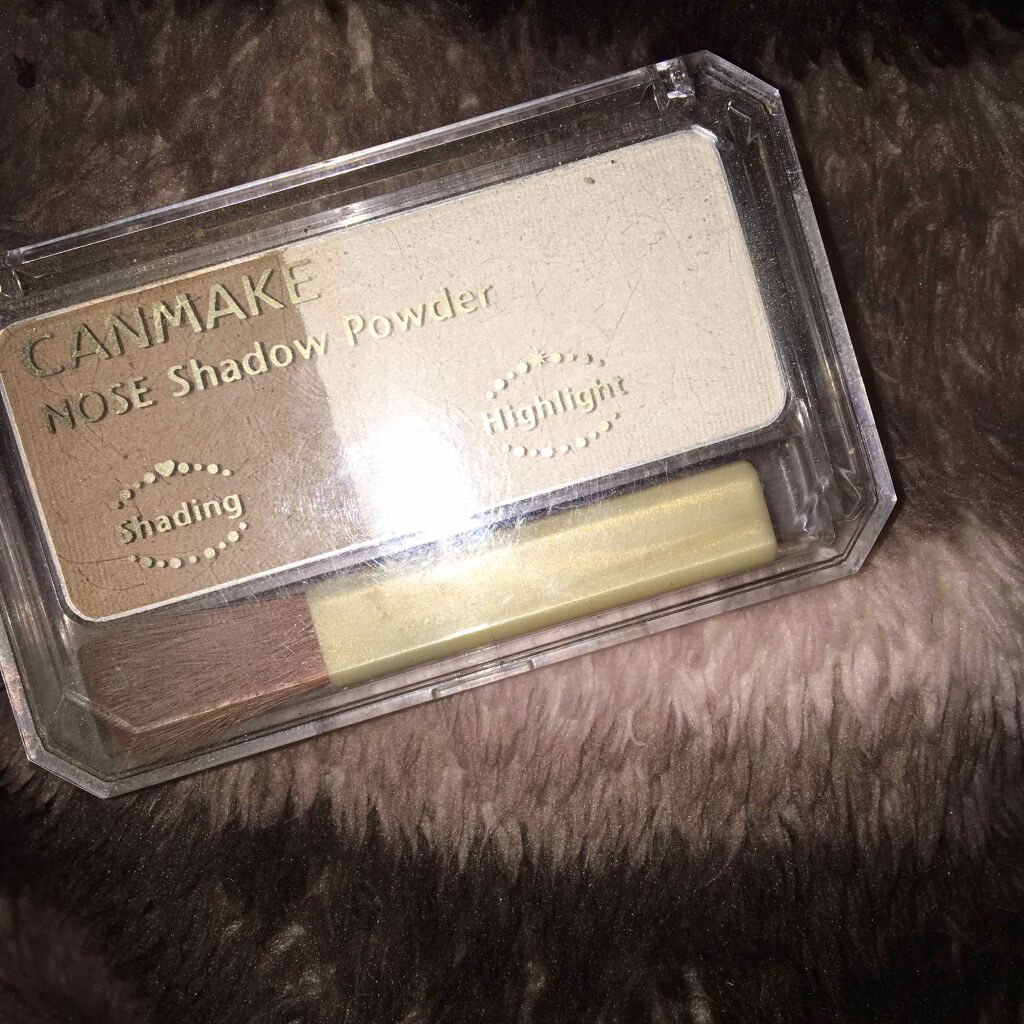 CANMAKE
NOSE Shadow Powder
Highlight
Shading